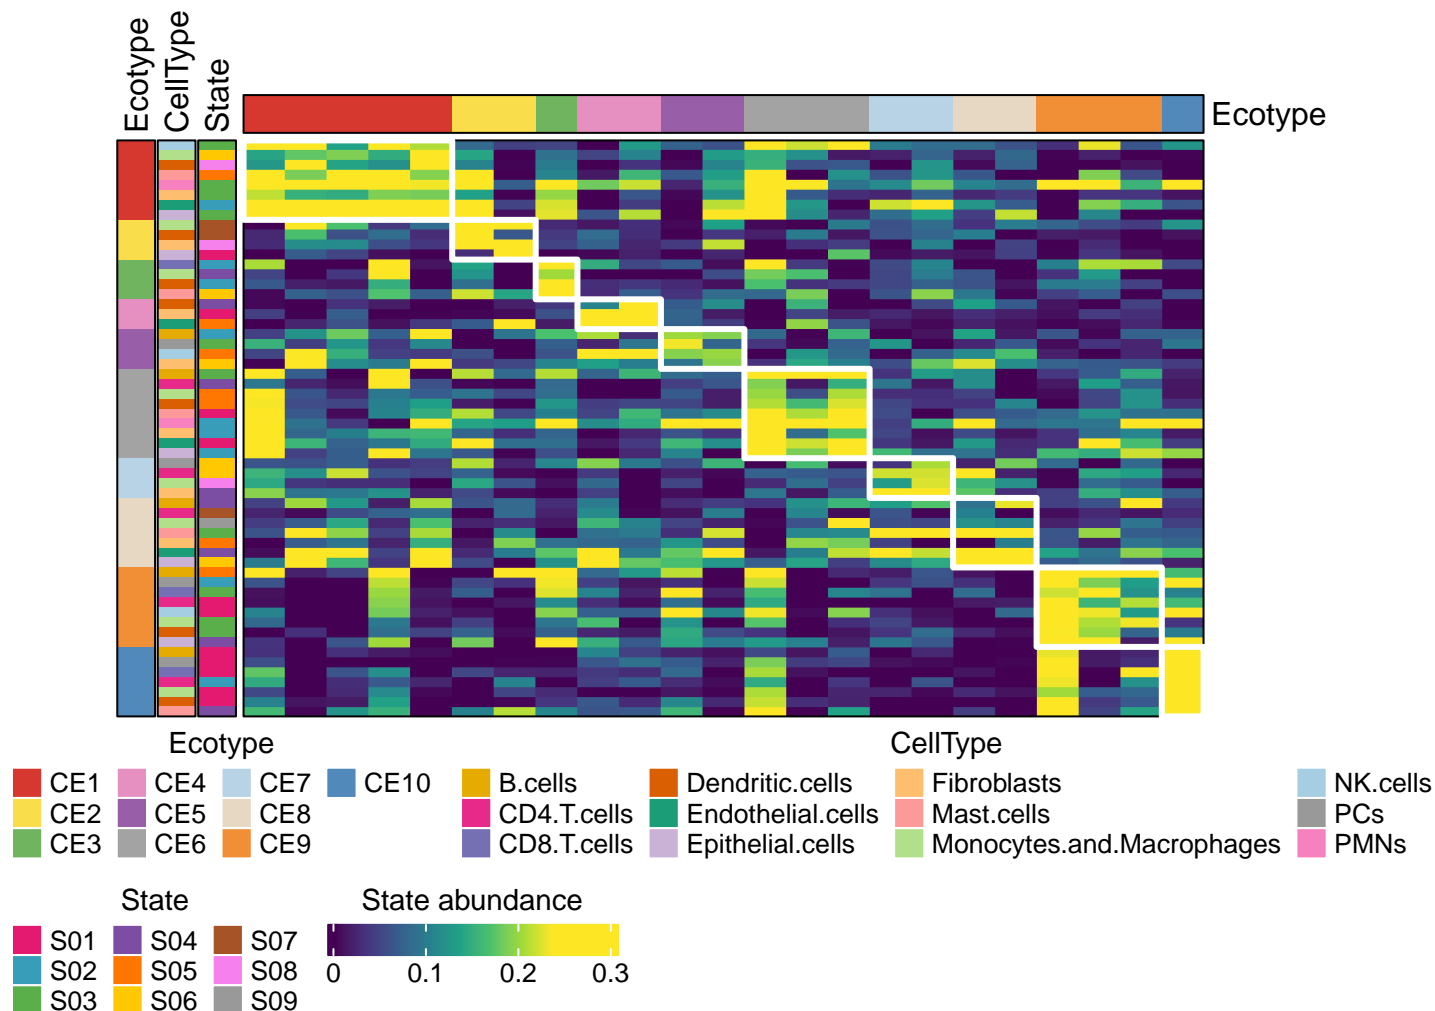 Ecotype
CellType
State
Ecotype
Ecotype
CE1 CE4 CE7 CE10
CE2 CE5 CE8
CE3 CE6 CE9
CellType
B.cells Dendritic.cells Fibroblasts NK.cells
CD4.T.cells Endothelial.cells Mast.cells PCs
CD8.T.cells Epithelial.cells Monocytes.and.Macrophages PMNs
State
S01 S04 S07
S02 S05 S08
S03 S06 S09
State abundance
0 0.1 0.2 0.3